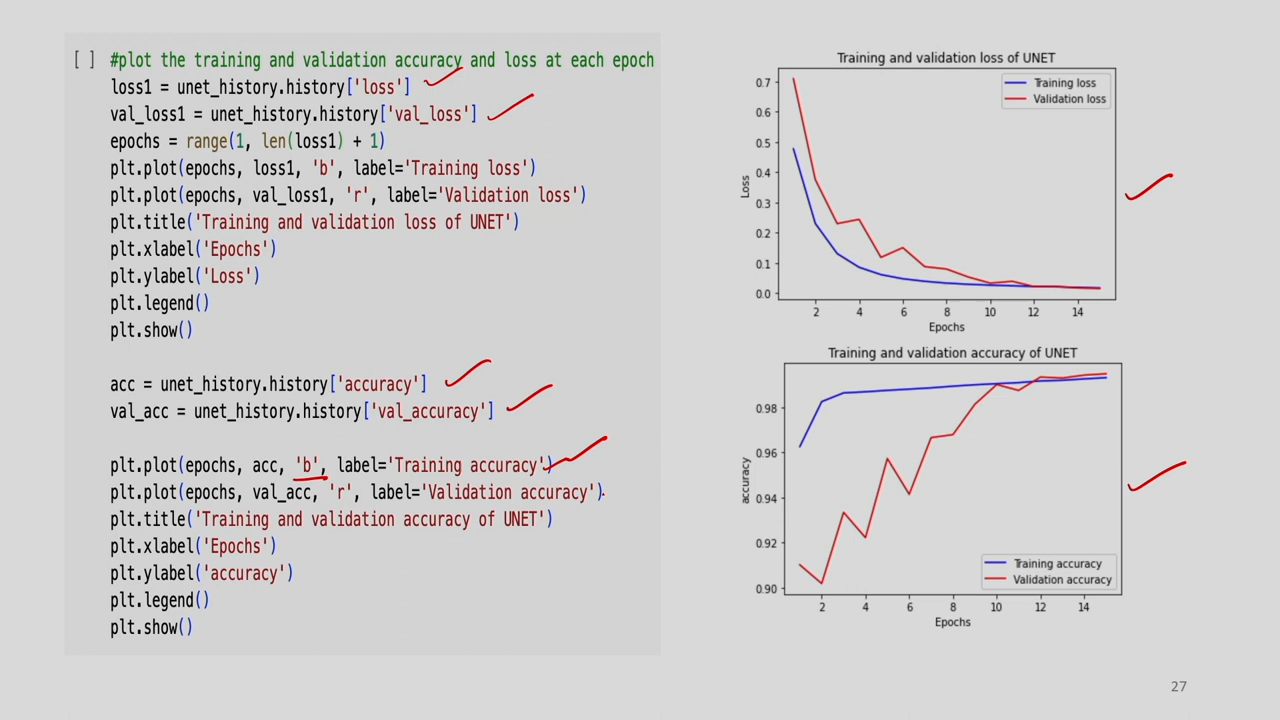 [ ] #plot the training and validation accuracy and loss at each epoch
loss1 = unet_history.history['loss']
val_loss1 = unet_history.history['val_loss']
epochs = range(1, len(loss1) + 1)
plt.plot(epochs, loss1, 'b', label='Training loss')
plt.plot(epochs, val_loss1, 'r', label='Validation loss')
plt.title('Training and validation loss of UNET')
plt.xlabel('Epochs')
plt.ylabel('Loss')
plt.legend()
plt.show()
acc = unet_history.history['accuracy']
val_acc = unet_history.history['val_accuracy']
plt.plot(epochs, acc, 'b', label='Training accuracy')
plt.plot(epochs, val_acc, 'r', label='Validation accuracy')
plt.title('Training and validation accuracy of UNET')
plt.xlabel('Epochs')
plt.ylabel('accuracy')
plt.legend()
plt.show()
Training and validation loss of UNET
Training loss
Validation loss
0.7
0.6
0.5
0.4
0.3
0.2
0.1
0.0
Loss
2 4 6 8 10 12 14
Epochs
Training and validation accuracy of UNET
0.98
0.96
0.94
0.92
0.90
accuracy
Training accuracy
Validation accuracy
2 4 6 8 10 12 14
Epochs
27